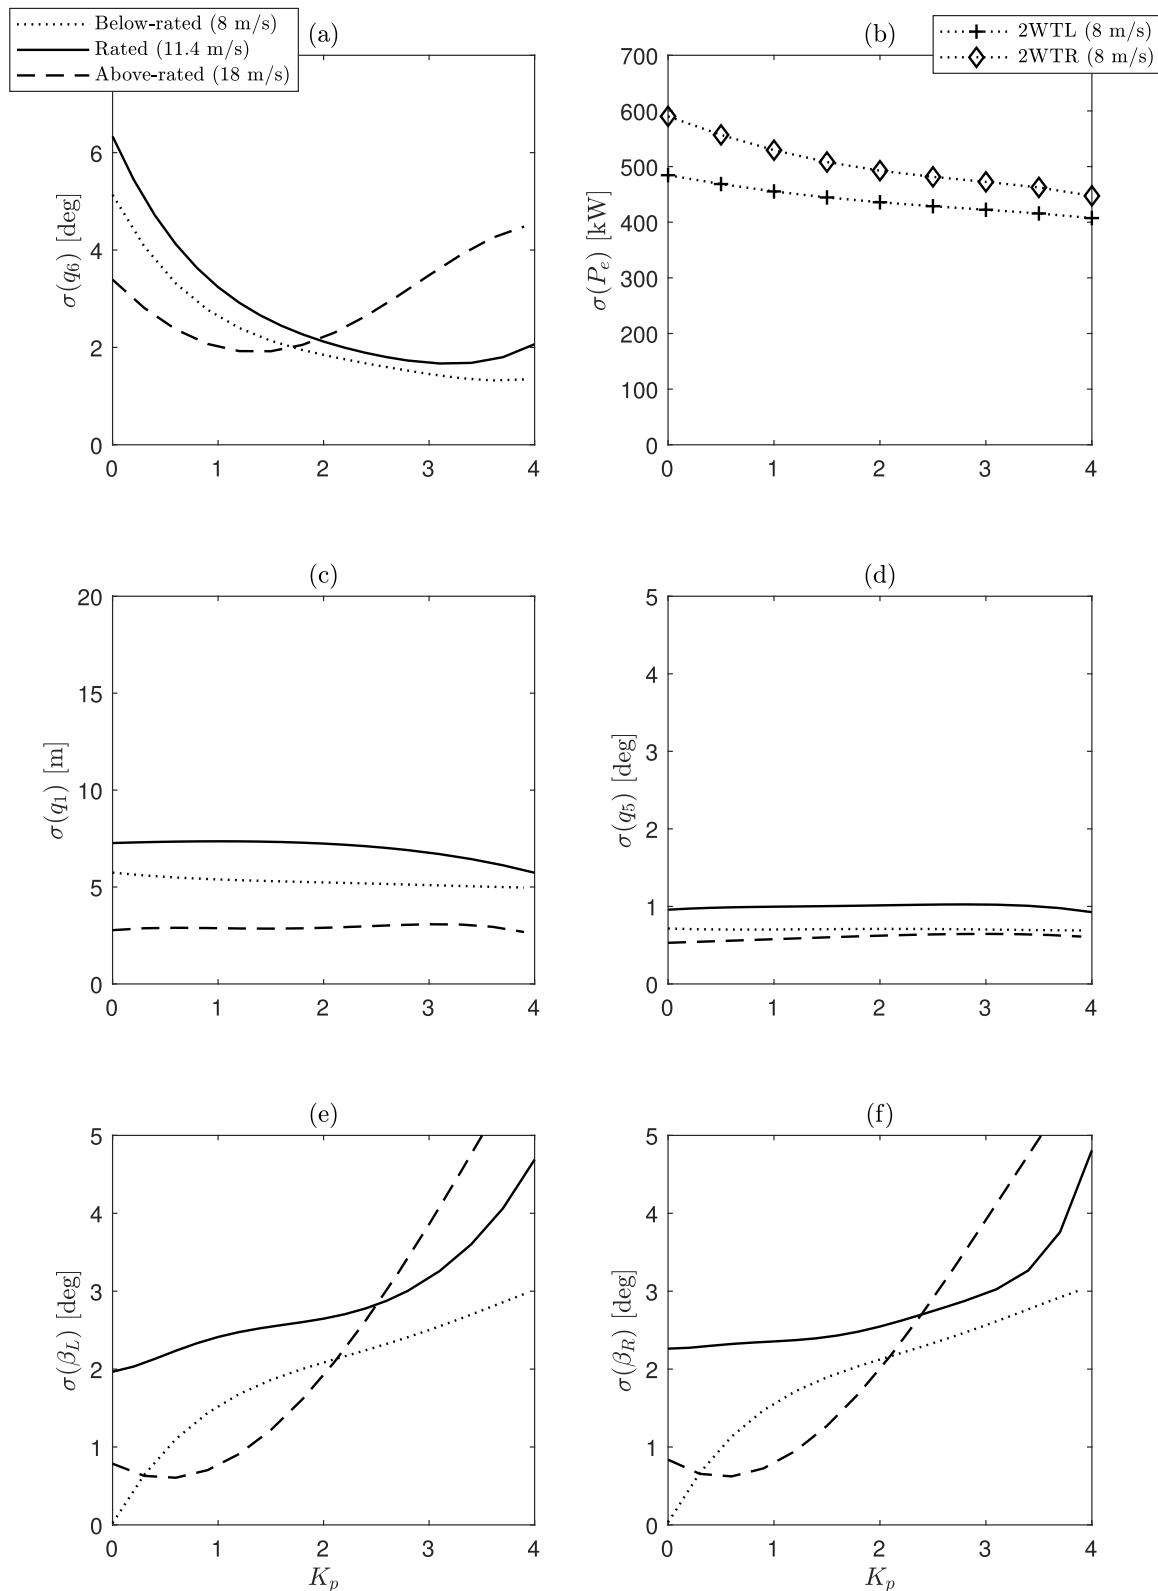 Below-rated (8 m/s)
Rated (11.4 m/s)
Above-rated (18 m/s)
(a)
σ(q₆) [deg]
6
4
2
0
0 1 2 3 4
(b)
2WTL (8 m/s)
2WTR (8 m/s)
σ(Pₑ) [kW]
700
600
500
400
300
200
100
0
0 1 2 3 4
(c)
σ(q₁) [m]
20
15
10
5
0
0 1 2 3 4
(d)
σ(q₅) [deg]
5
4
3
2
1
0
0 1 2 3 4
(e)
σ(β_L) [deg]
5
4
3
2
1
0
0 1 2 3 4
K_p
(f)
σ(β_R) [deg]
5
4
3
2
1
0
0 1 2 3 4
K_p